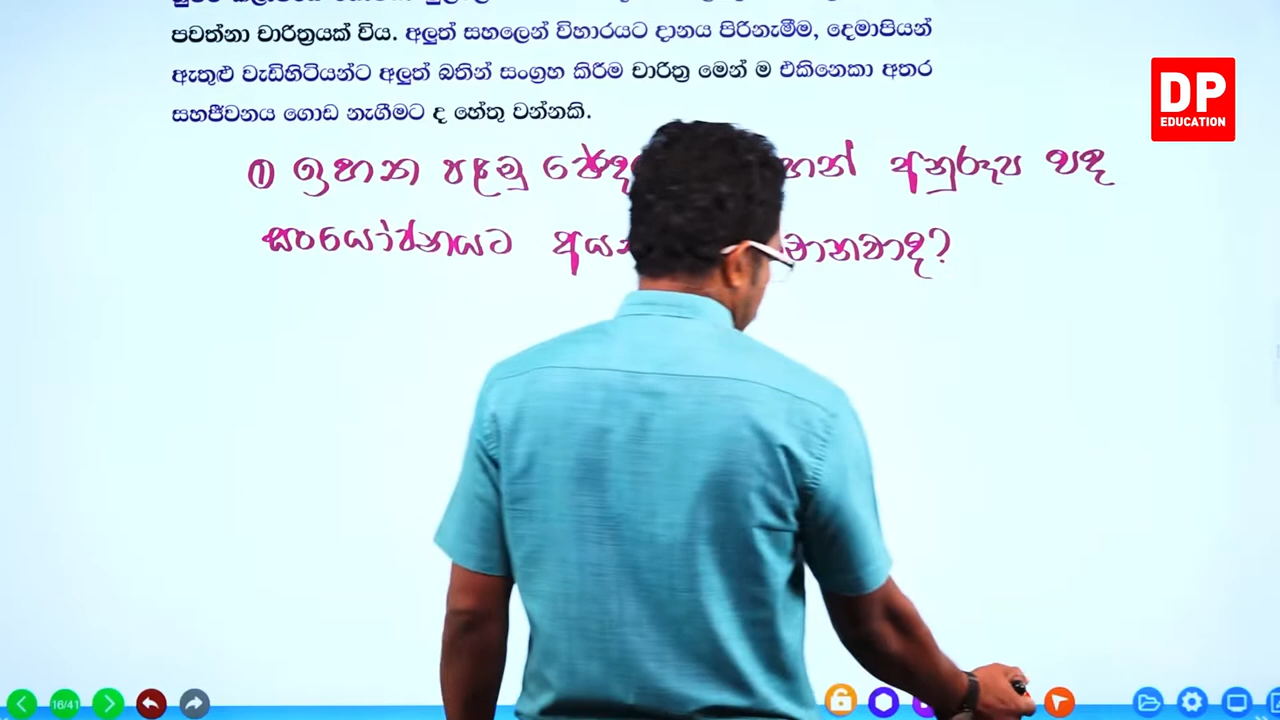 පවත්නා චාරිත්‍රයක් විය. අලුත් සහලෙන් විහාරයට දානය පිරිනැමීම, දෙමාපියන්
ඇතුළු වැඩිහිටියන්ට අලුත් බතින් සංග්‍රහ කිරීම චාරිත්‍ර මෙන් ම එකිනෙකා අතර
සහජීවනය ගොඩ නැගීමට ද හේතු වන්නකි.
① ඉහත පළමු අනුරූප පද
සංයෝජනයට
DP
EDUCATION
16/41